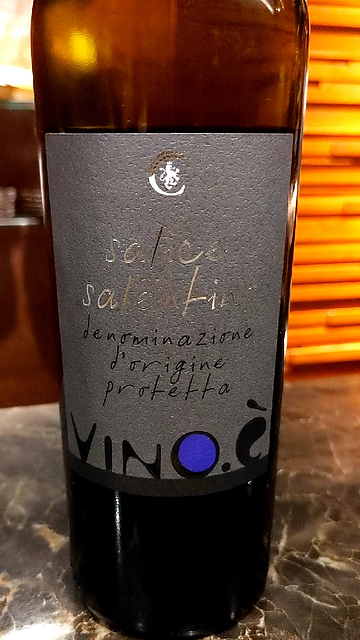 salice
salentino
denominazione
d'origine
protetta
VINO.È